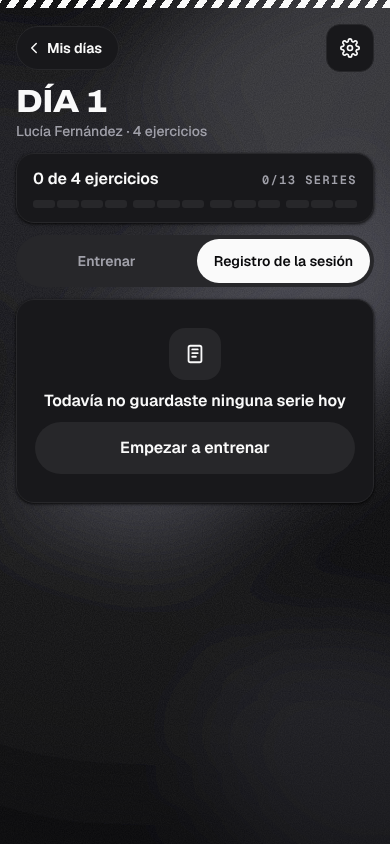 Mis días
DÍA 1
Lucía Fernández · 4 ejercicios
0 de 4 ejercicios
0/13 SERIES
Entrenar
Registro de la sesión
Todavía no guardaste ninguna serie hoy
Empezar a entrenar